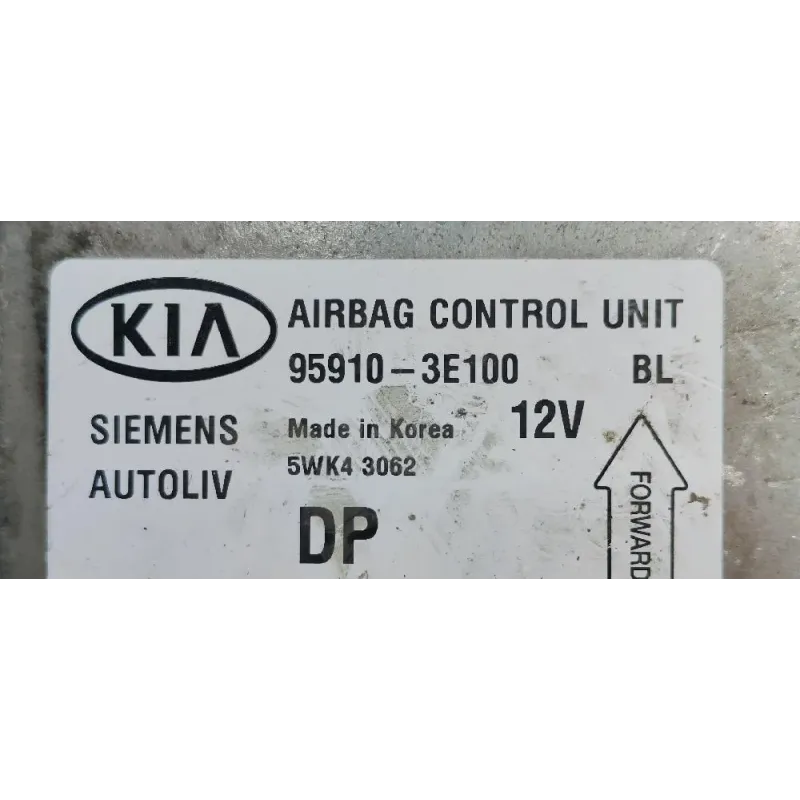 KIA AIRBAG CONTROL UNIT
95910-3E100 BL
SIEMENS Made in Korea 12V
AUTOLIV 5WK4 3062
DP
FORWARD